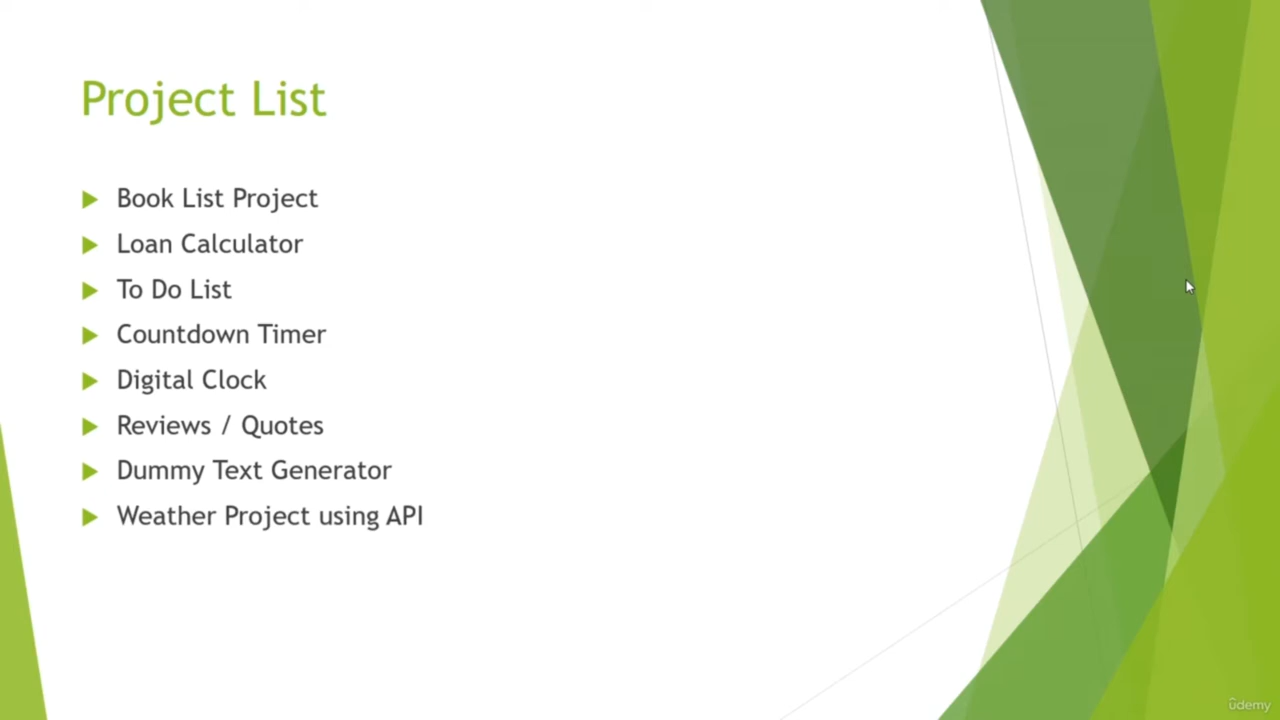 Project List
Book List Project
Loan Calculator
To Do List
Countdown Timer
Digital Clock
Reviews / Quotes
Dummy Text Generator
Weather Project using API
udemy